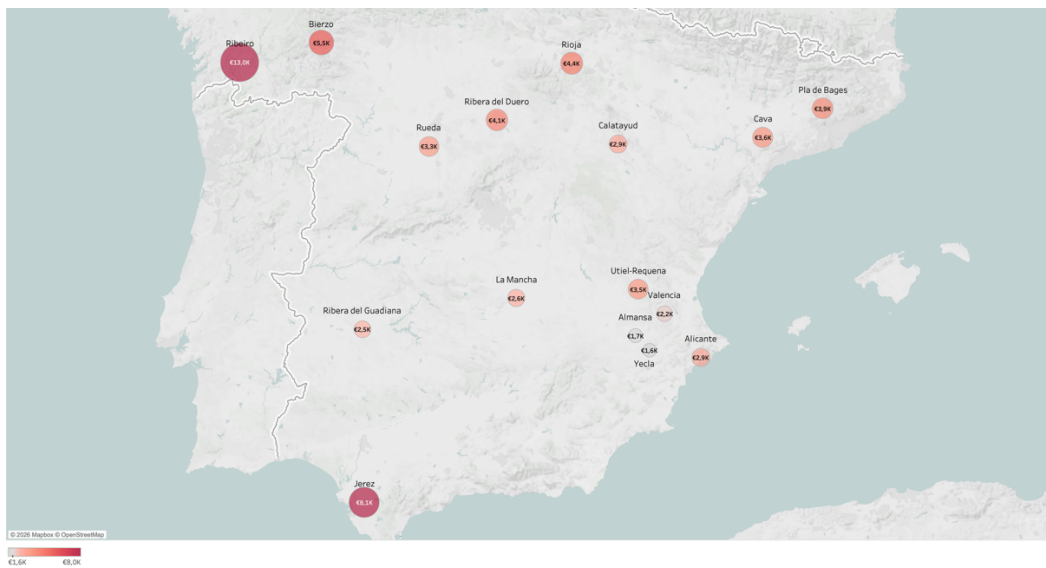 Bierzo
€5,5K
Ribeiro
€13,0K
Rioja
€4,4K
Pla de Bages
€3,9K
Ribera del Duero
€4,1K
Cava
€3,6K
Calatayud
€2,9K
Rueda
€3,3K
Utiel-Requena
€3,5K
La Mancha
€2,6K
Valencia
€2,2K
Ribera del Guadiana
€2,5K
Almansa
€1,7K
Alicante
€2,9K
€1,6K
Yecla
Jerez
€8,1K
© 2026 Mapbox © OpenStreetMap
€1,6K €8,0K